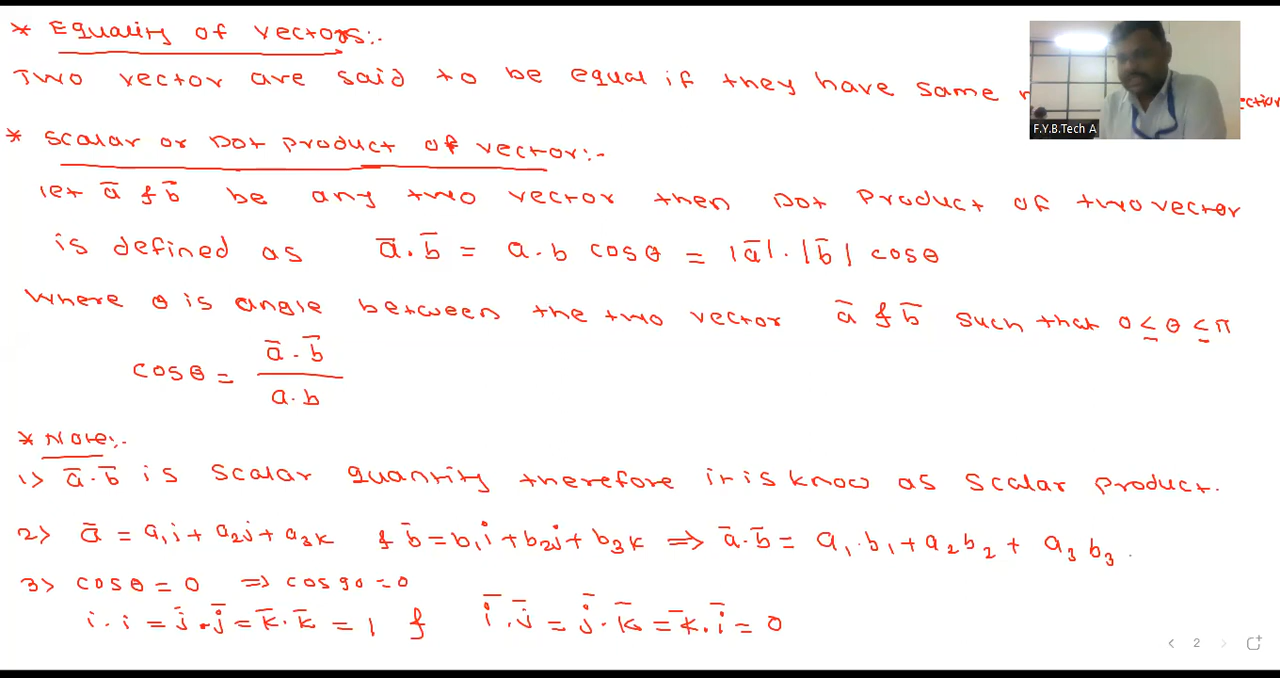 * Equality of vectors:-
Two vector are said to be equal if they have same
F.Y.B.Tech A
* Scalar or Dot product of vector:-
let a̅ & b̅ be any two vector then Dot Product of two vector
is defined as a̅.b̅ = a.b cosθ = |a̅|.|b̅| cosθ
Where θ is angle between the two vector a̅ & b̅ such that 0 ≤ θ ≤ π
cosθ = a̅.b̅ / a.b
* Note:-
1> a̅.b̅ is scalar quantity therefore it is know as scalar product.
2> a̅ = a₁i + a₂j + a₃k & b̅ = b₁i + b₂j + b₃k ⇒ a̅.b̅ = a₁.b₁ + a₂b₂ + a₃b₃.
3> cosθ = 0 ⇒ cos90 = 0
i.i = j̅.j̅ = k̅.k̅ = 1 & i̅.j̅ = j̅.k̅ = k̅.i̅ = 0
2